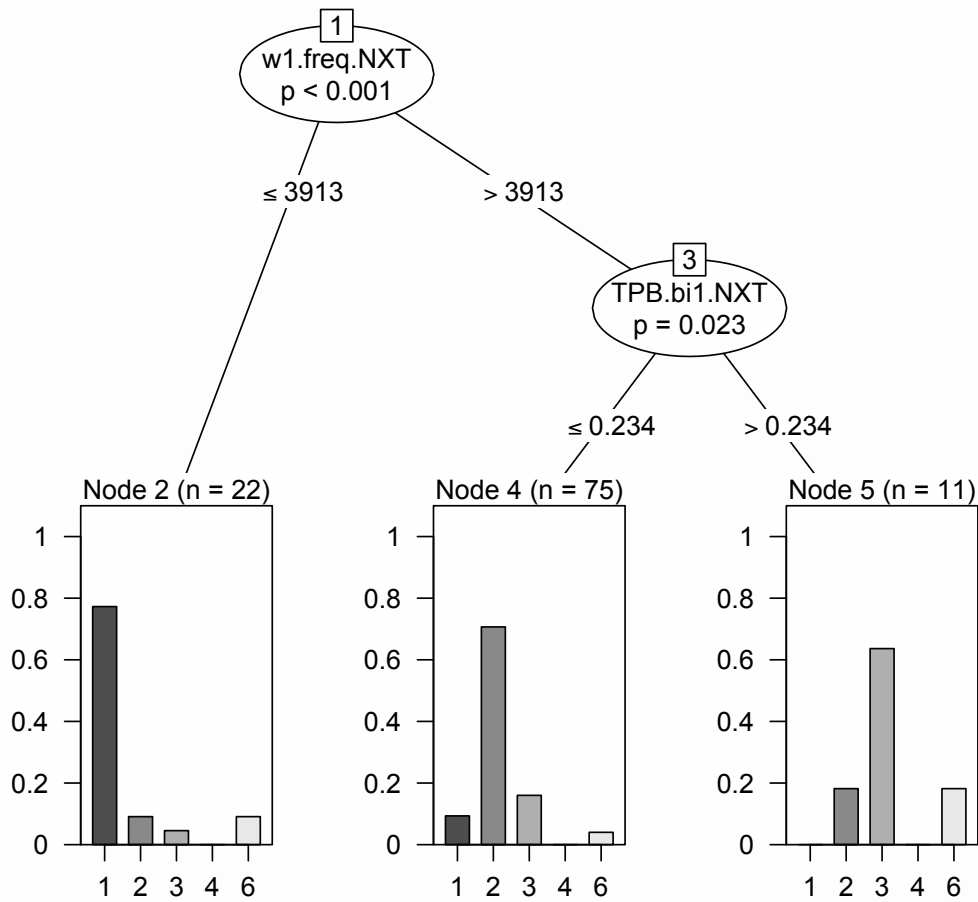 1
w1.freq.NXT
p < 0.001
≤ 3913
> 3913
3
TPB.bi1.NXT
p = 0.023
≤ 0.234
> 0.234
Node 2 (n = 22)
1
0.8
0.6
0.4
0.2
0
1 2 3 4 6
Node 4 (n = 75)
1
0.8
0.6
0.4
0.2
0
1 2 3 4 6
Node 5 (n = 11)
1
0.8
0.6
0.4
0.2
0
1 2 3 4 6